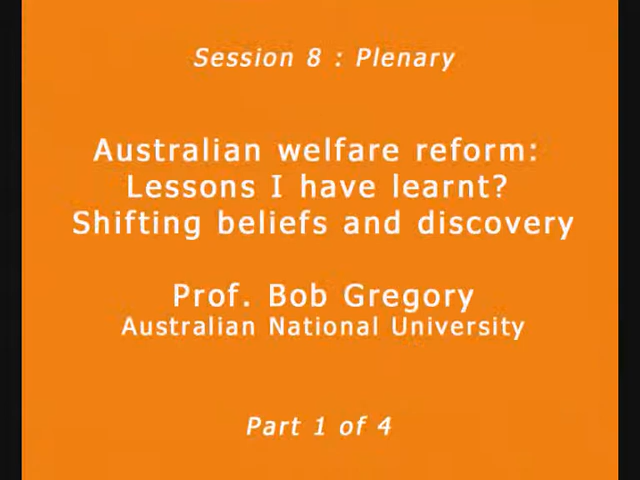 Session 8 : Plenary
Australian welfare reform:
Lessons I have learnt?
Shifting beliefs and discovery
Prof. Bob Gregory
Australian National University
Part 1 of 4